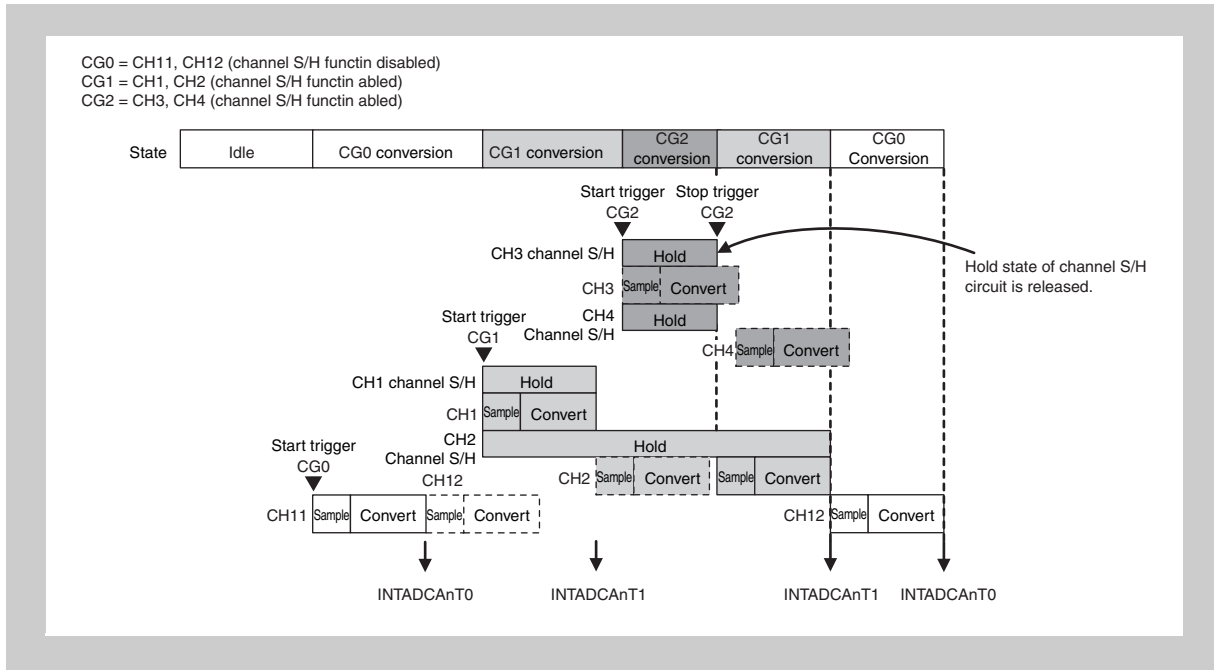 CG0 = CH11, CH12 (channel S/H functin disabled)
CG1 = CH1, CH2 (channel S/H functin abled)
CG2 = CH3, CH4 (channel S/H functin abled)
State
Idle
CG0 conversion
CG1 conversion
CG2
conversion
CG1
conversion
CG0
Conversion
Start trigger
CG2
Stop trigger
CG2
CH3 channel S/H
Hold
Hold state of channel S/H
circuit is released.
CH3
Sample
Convert
CH4
Channel S/H
Hold
Start trigger
CG1
CH4
Sample
Convert
CH1 channel S/H
Hold
CH1
Sample
Convert
CH2
Channel S/H
Hold
Start trigger
CG0
CH12
CH2
Sample
Convert
Sample
Convert
CH11
Sample
Convert
Sample
Convert
CH12
Sample
Convert
INTADCAnT0
INTADCAnT1
INTADCAnT1
INTADCAnT0